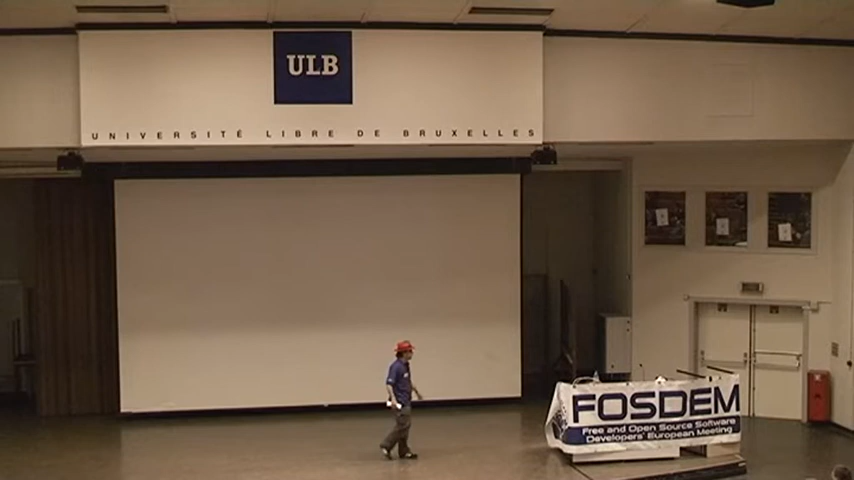 ULB
UNIVERSITÉ LIBRE DE BRUXELLES
FOSDEM
Free and Open Source Software
Developers' European Meeting